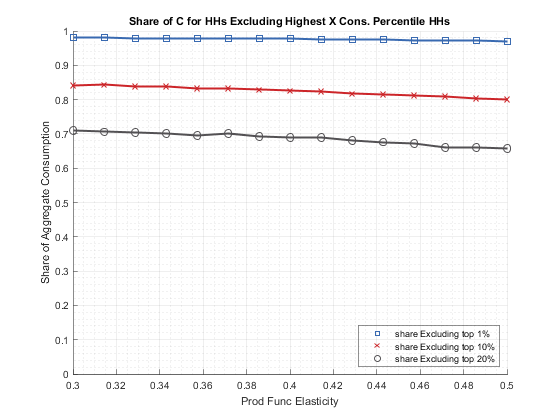 Share of C for HHs Excluding Highest X Cons. Percentile HHs
1
0.9
0.8
0.7
0.6
0.5
0.4
0.3
0.2
0.1
0
Share of Aggregate Consumption
0.3 0.32 0.34 0.36 0.38 0.4 0.42 0.44 0.46 0.48 0.5
Prod Func Elasticity
share Excluding top 1%
share Excluding top 10%
share Excluding top 20%